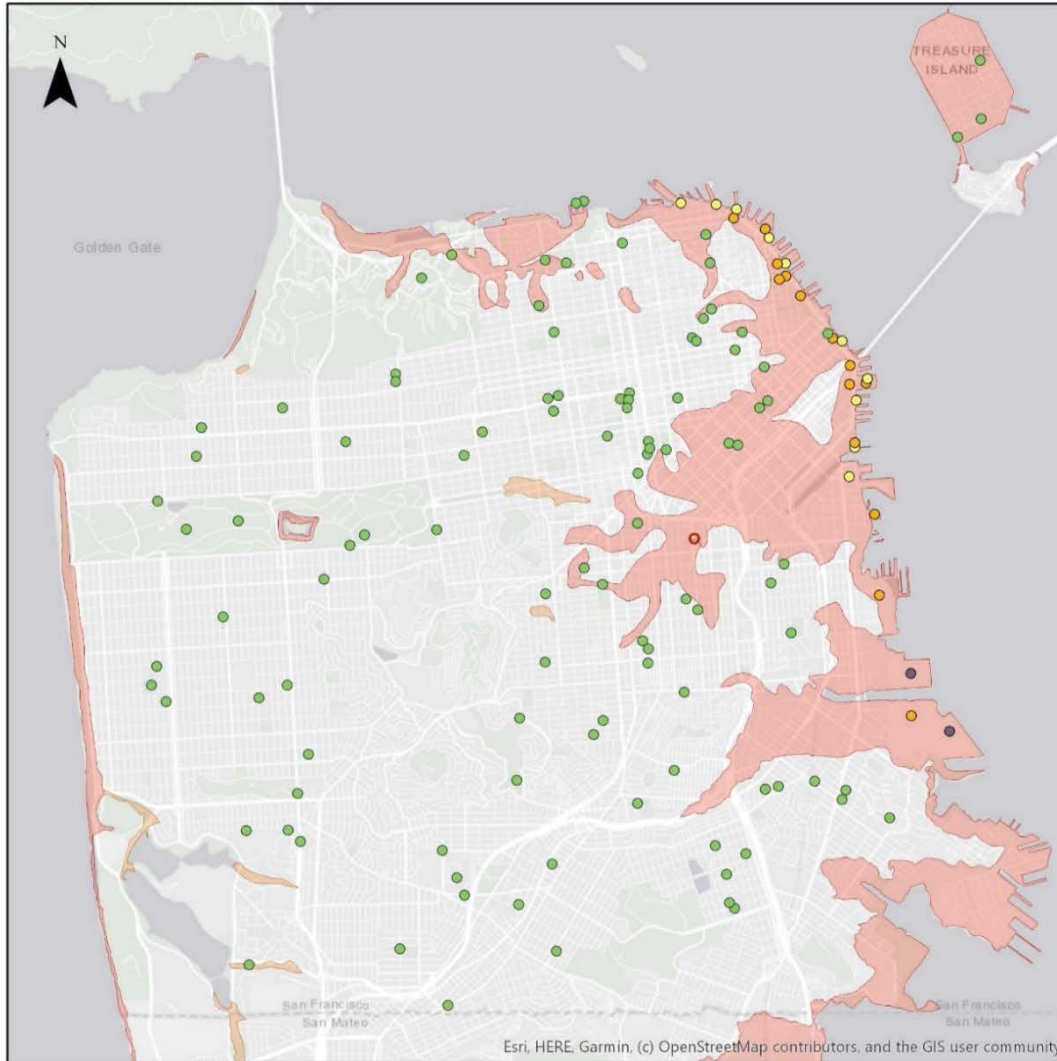 N
TREASURE
ISLAND
Golden Gate
San Francisco
San Mateo
San Francisco
San Mateo
Esri, HERE, Garmin, (c) OpenStreetMap contributors, and the GIS user community